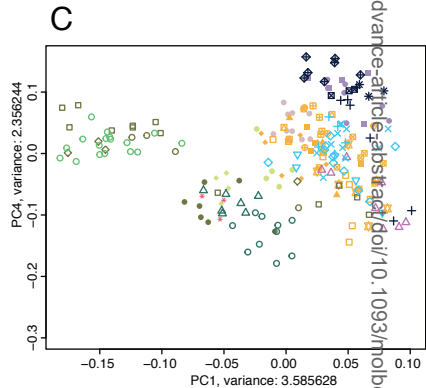 C
PC4, variance: 2.356244
0.1
0.0
−0.1
−0.2
−0.3
−0.15
−0.10
−0.05
0.00
0.05
0.10
PC1, variance: 3.585628
dvance-article-abstract/doi/10.1093/molb